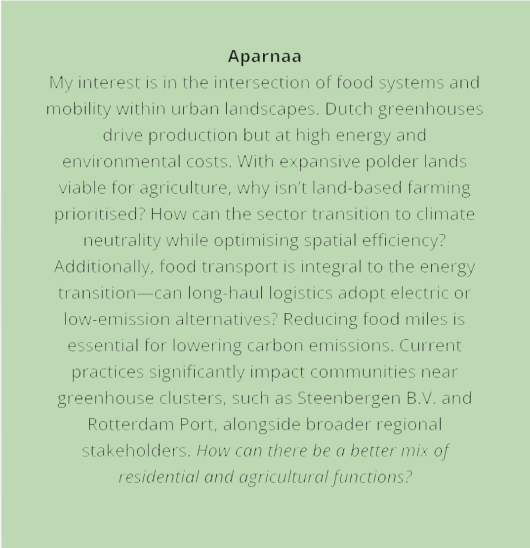 Aparnaa
My interest is in the intersection of food systems and
mobility within urban landscapes. Dutch greenhouses
drive production but at high energy and
environmental costs. With expansive polder lands
viable for agriculture, why isn't land-based farming
prioritised? How can the sector transition to climate
neutrality while optimising spatial efficiency?
Additionally, food transport is integral to the energy
transition—can long-haul logistics adopt electric or
low-emission alternatives? Reducing food miles is
essential for lowering carbon emissions. Current
practices significantly impact communities near
greenhouse clusters, such as Steenbergen B.V. and
Rotterdam Port, alongside broader regional
stakeholders. How can there be a better mix of
residential and agricultural functions?